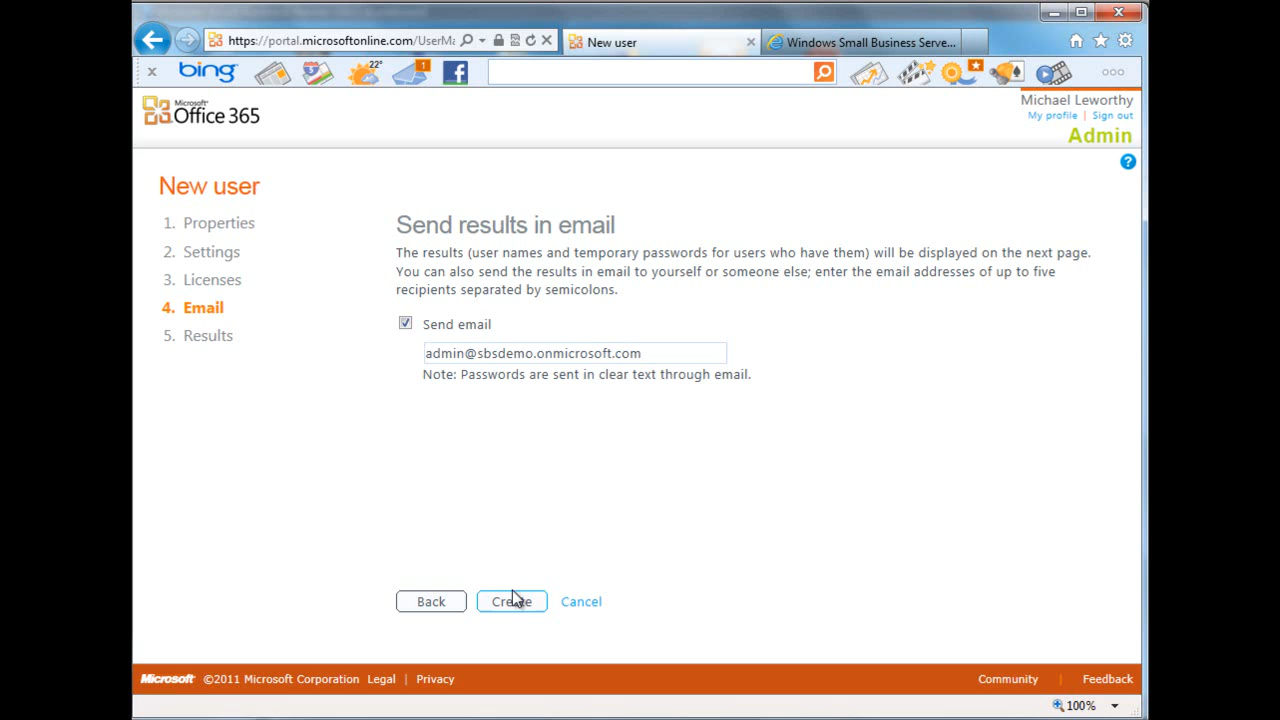 https://portal.microsoftonline.com/UserMa
New user
Windows Small Business Serve...
bing
22°
1
Microsoft®
Office 365
Michael Leworthy
My profile | Sign out
Admin
?
New user
1. Properties
2. Settings
3. Licenses
4. Email
5. Results
Send results in email
The results (user names and temporary passwords for users who have them) will be displayed on the next page.
You can also send the results in email to yourself or someone else; enter the email addresses of up to five
recipients separated by semicolons.
Send email
admin@sbsdemo.onmicrosoft.com
Note: Passwords are sent in clear text through email.
Back
Create
Cancel
Microsoft ©2011 Microsoft Corporation Legal | Privacy
Community | Feedback
100%